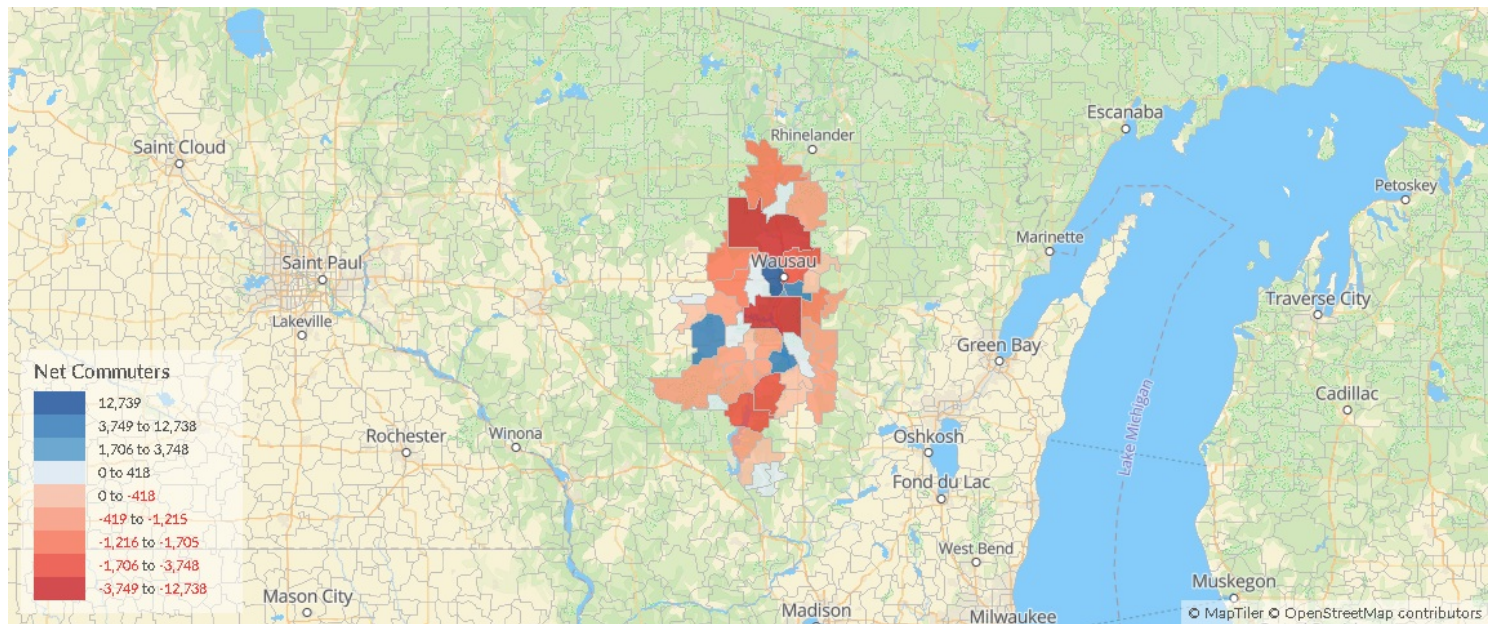 Escanaba
Rhinelander
Saint Cloud
Petoskey
Marinette
Wausau
Saint Paul
Traverse City
Lakeville
Green Bay
Net Commuters
12,739
3,749 to 12,738
1,706 to 3,748
0 to 418
0 to -418
-419 to -1,215
-1,216 to -1,705
-1,706 to -3,748
-3,749 to -12,738
Cadillac
Lake Michigan
Rochester
Winona
Oshkosh
Fond du Lac
West Bend
Mason City
Madison
Milwaukee
Muskegon
© MapTiler © OpenStreetMap contributors